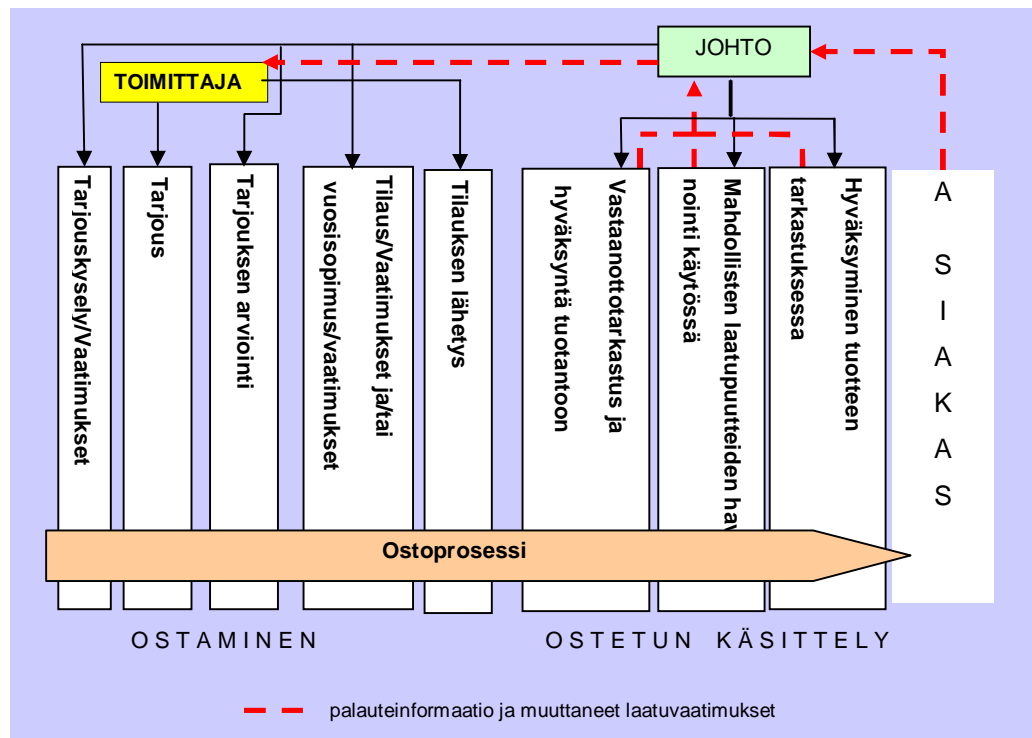 JOHTO
TOIMITTAJA
Tarjouskysely/Vaatimukset
Tarjous
Tarjouksen arviointi
Tilaus/Vaatimukset ja/tai
vuosisopimus/vaatimukset
Tilauksen lähetys
Vastaanottotarkastus ja
hyväksyntä tuotantoon
Mahdollisten laatupuutteiden hav
nointi käytössä
Hyväksyminen tuotteen
tarkastuksessa
A S I A K A S
Ostoprosessi
O S T A M I N E N
O S T E T U N K Ä S I T T E L Y
palauteinformaatio ja muuttaneet laatuvaatimukset